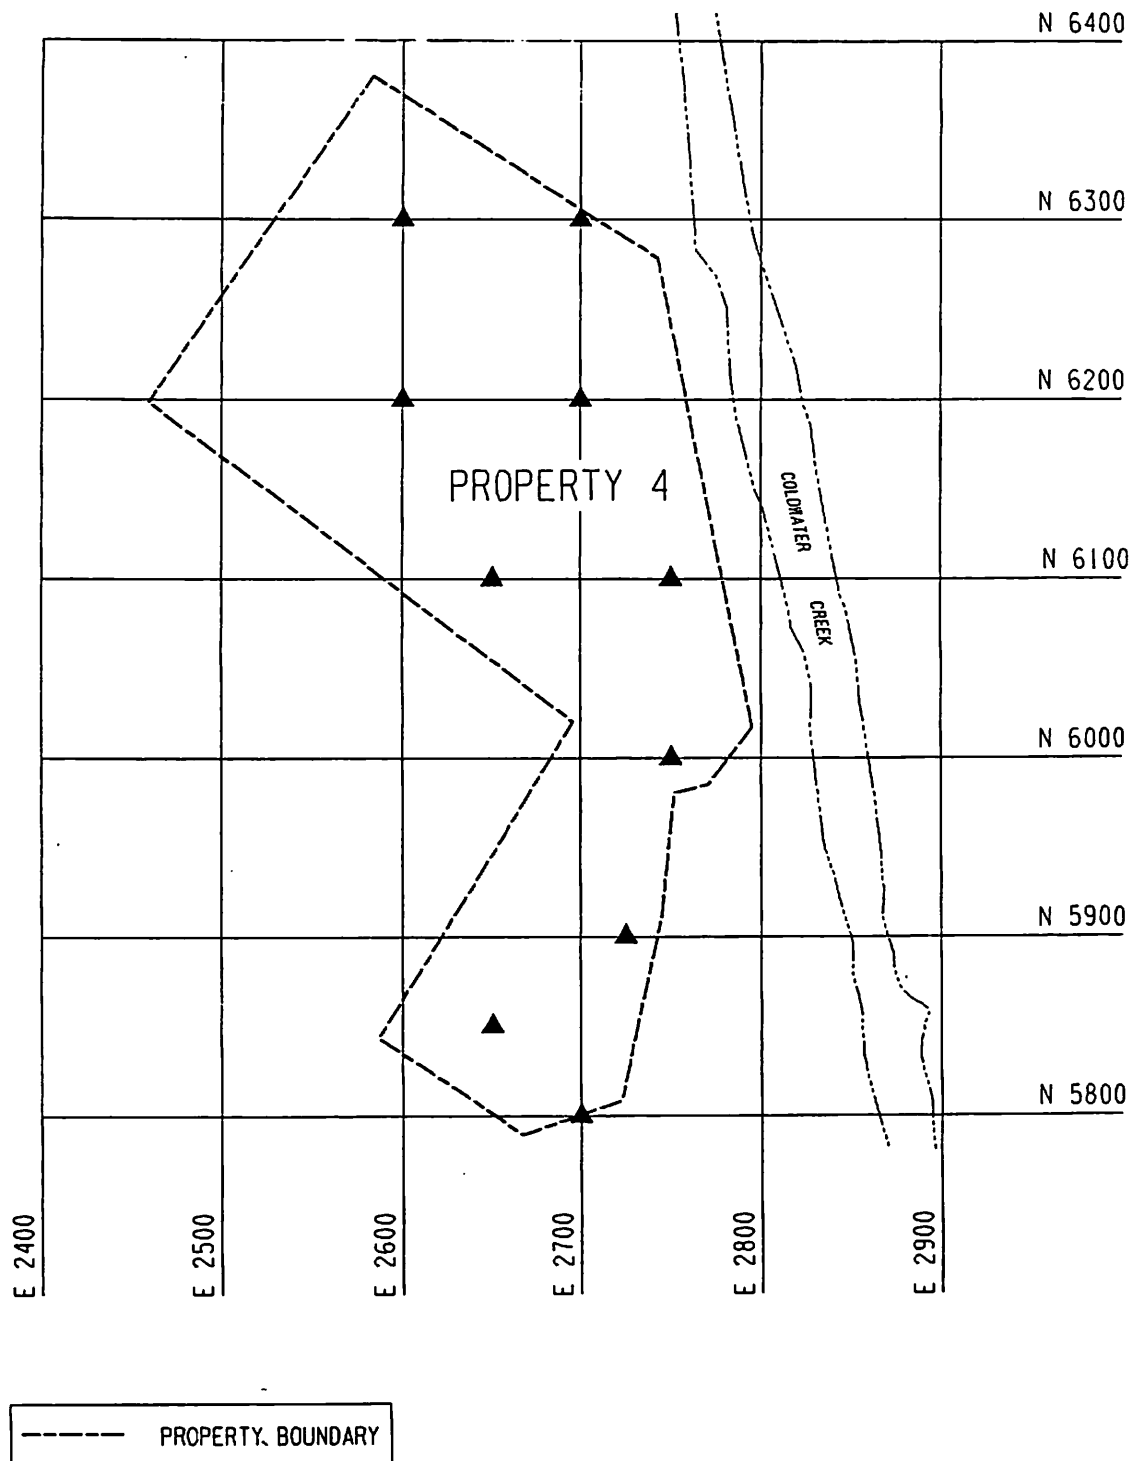 N 6400
N 6300
N 6200
PROPERTY 4
COLDWATER
N 6100
CREEK
N 6000
N 5900
N 5800
E 2400
E 2500
E 2600
E 2700
E 2800
E 2900
PROPERTY BOUNDARY